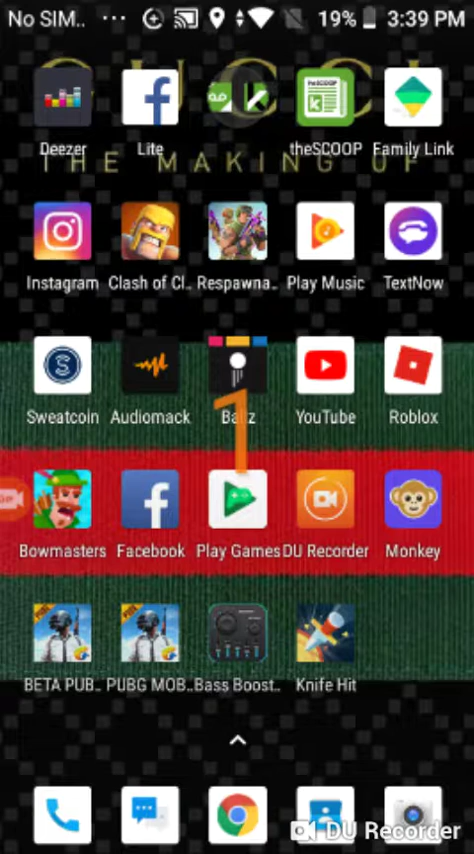 No SIM.. ... 19% 3:39 PM
G U C C I
Deezer Lite theSCOOP Family Link
THE MAKING OF
Instagram Clash of Cl.. Respawna.. Play Music TextNow
Sweatcoin Audiomack Ballz YouTube Roblox
1
Bowmasters Facebook Play Games DU Recorder Monkey
BETA PUB.. PUBG MOB.. Bass Boost.. Knife Hit
DU Recorder